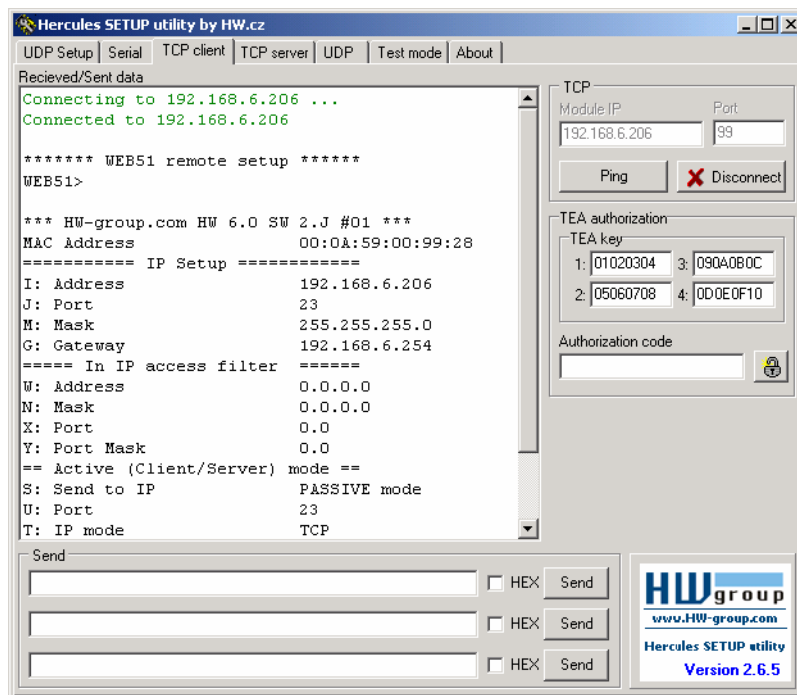 Hercules SETUP utility by HW.cz
UDP Setup Serial TCP client TCP server UDP Test mode About
Recieved/Sent data
Connecting to 192.168.6.206 ...
Connected to 192.168.6.206
******* WEB51 remote setup ******
WEB51>
*** HW-group.com HW 6.0 SW 2.J #01 ***
MAC Address 00:0A:59:00:99:28
=========== IP Setup ============
I: Address 192.168.6.206
J: Port 23
M: Mask 255.255.255.0
G: Gateway 192.168.6.254
===== In IP access filter ======
W: Address 0.0.0.0
N: Mask 0.0.0.0
X: Port 0.0
Y: Port Mask 0.0
== Active (Client/Server) mode ==
S: Send to IP PASSIVE mode
U: Port 23
T: IP mode TCP
TCP
Module IP Port
192.168.6.206 99
Ping Disconnect
TEA authorization
TEA key
1: 01020304 3: 090A0B0C
2: 05060708 4: 0D0E0F10
Authorization code
Send
HEX Send
HEX Send
HEX Send
HWgroup
www.HW-group.com
Hercules SETUP utility
Version 2.6.5